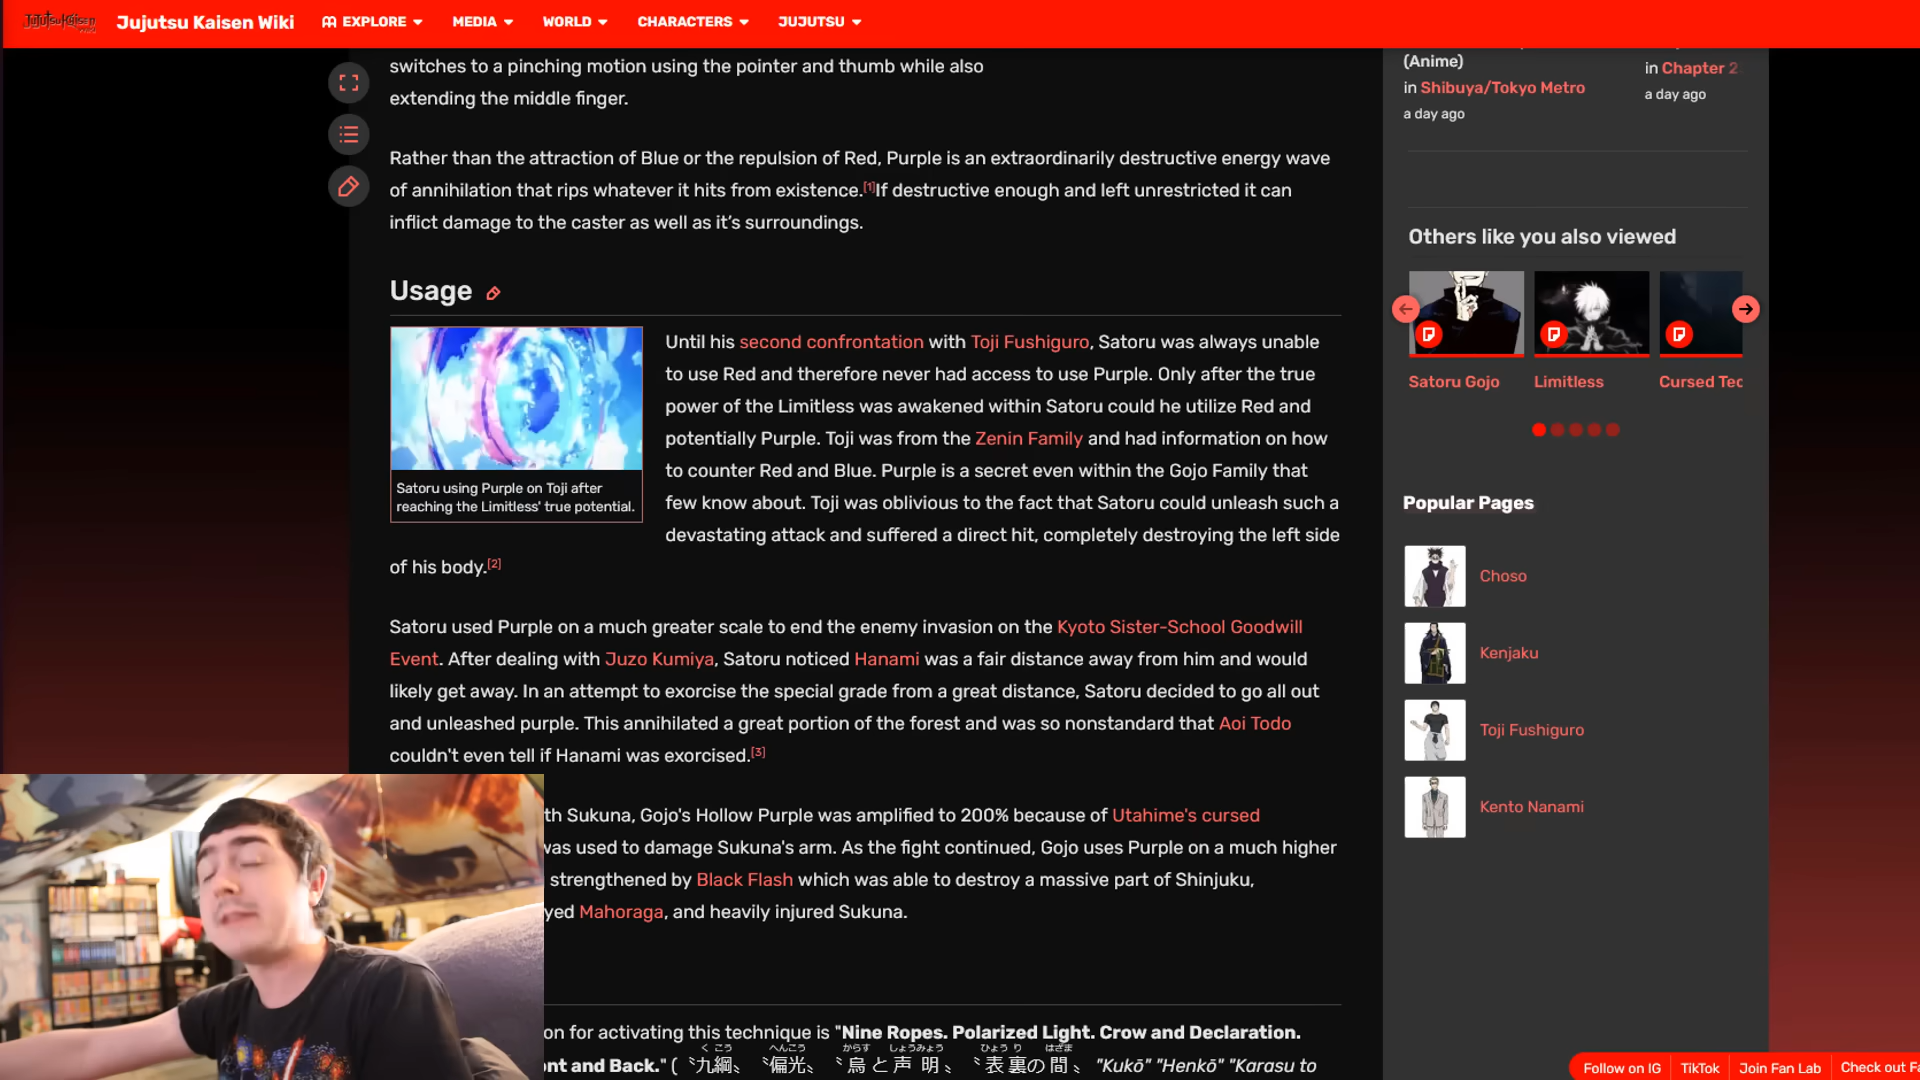 Jujutsu Kaisen Wiki
EXPLORE
MEDIA
WORLD
CHARACTERS
JUJUTSU
switches to a pinching motion using the pointer and thumb while also
extending the middle finger.
Rather than the attraction of Blue or the repulsion of Red, Purple is an extraordinarily destructive energy wave
of annihilation that rips whatever it hits from existence.[1]If destructive enough and left unrestricted it can
inflict damage to the caster as well as it’s surroundings.
Usage
Satoru using Purple on Toji after
reaching the Limitless' true potential.
Until his second confrontation with Toji Fushiguro, Satoru was always unable
to use Red and therefore never had access to use Purple. Only after the true
power of the Limitless was awakened within Satoru could he utilize Red and
potentially Purple. Toji was from the Zenin Family and had information on how
to counter Red and Blue. Purple is a secret even within the Gojo Family that
few know about. Toji was oblivious to the fact that Satoru could unleash such a
devastating attack and suffered a direct hit, completely destroying the left side
of his body.[2]
Satoru used Purple on a much greater scale to end the enemy invasion on the Kyoto Sister-School Goodwill
Event. After dealing with Juzo Kumiya, Satoru noticed Hanami was a fair distance away from him and would
likely get away. In an attempt to exorcise the special grade from a great distance, Satoru decided to go all out
and unleashed purple. This annihilated a great portion of the forest and was so nonstandard that Aoi Todo
couldn't even tell if Hanami was exorcised.[3]
th Sukuna, Gojo's Hollow Purple was amplified to 200% because of Utahime's cursed
was used to damage Sukuna's arm. As the fight continued, Gojo uses Purple on a much higher
strengthened by Black Flash which was able to destroy a massive part of Shinjuku,
yed Mahoraga, and heavily injured Sukuna.
on for activating this technique is "Nine Ropes. Polarized Light. Crow and Declaration.
nt and Back." (〝九綱〟〝偏光〟〝烏と声明〟〝表裏の間〟 "Kukō" "Henkō" "Karasu to
(Anime)
in Shibuya/Tokyo Metro
a day ago
in Chapter 2
a day ago
Others like you also viewed
Satoru Gojo
Limitless
Cursed Tec
Popular Pages
Choso
Kenjaku
Toji Fushiguro
Kento Nanami
Follow on IG
TikTok
Join Fan Lab
Check out Fa